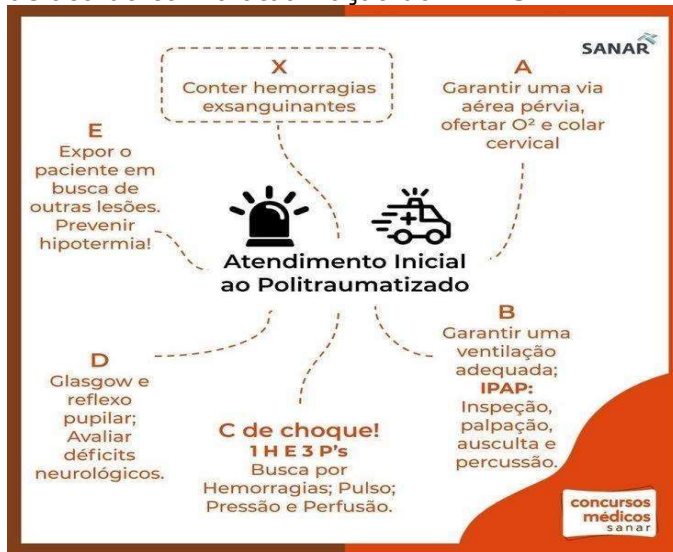 SANAR
X
Conter hemorragias
exsanguinantes
A
Garantir uma via
aérea pérvia,
ofertar O² e colar
cervical
E
Expor o
paciente em
busca de
outras lesões.
Prevenir
hipotermia!
Atendimento Inicial
ao Politraumatizado
B
Garantir uma
ventilação
adequada;
IPAP:
Inspeção,
palpação,
ausculta e
percussão.
D
Glasgow e
reflexo
pupilar;
Avaliar
déficits
neurológicos.
C de choque!
1 H E 3 P's
Busca por
Hemorragias; Pulso;
Pressão e Perfusão.
concursos
médicos
sanar